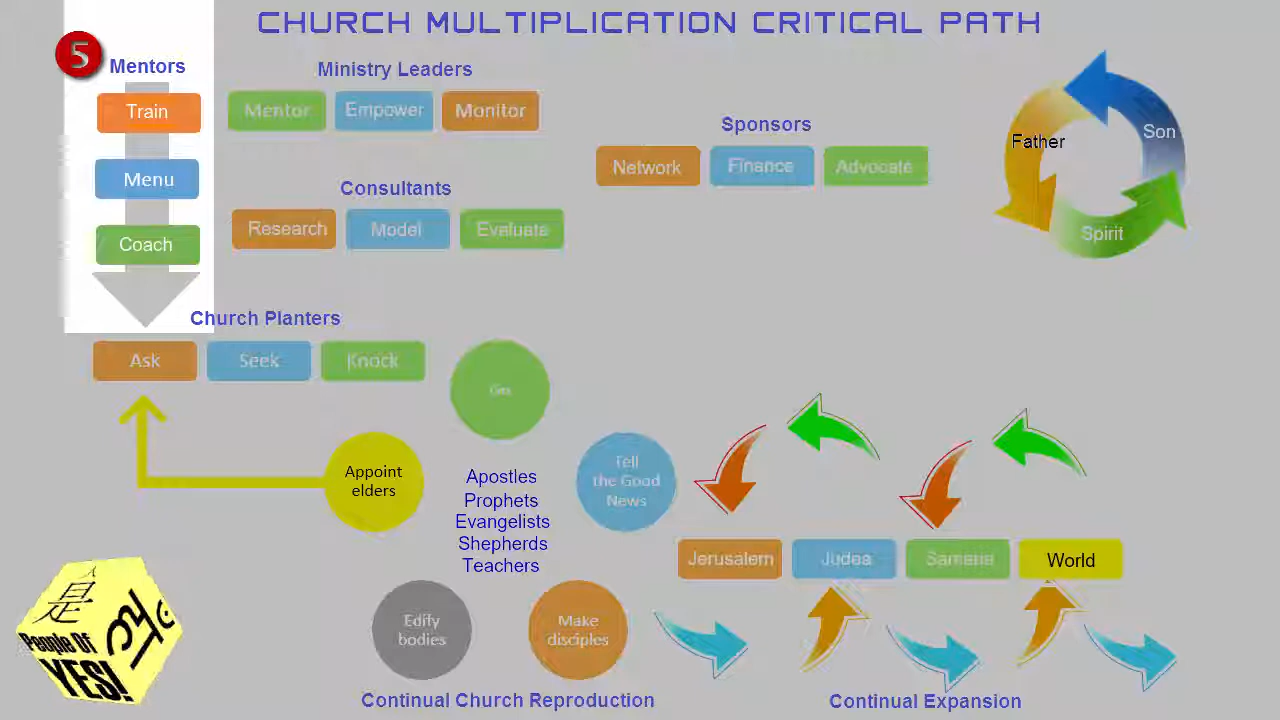 CHURCH MULTIPLICATION CRITICAL PATH
5
Mentors
Train
Menu
Coach
Ministry Leaders
Mentor
Empower
Monitor
Consultants
Research
Model
Evaluate
Sponsors
Network
Finance
Advocate
Father
Son
Spirit
Church Planters
Ask
Seek
Knock
Go
Appoint
elders
Apostles
Prophets
Evangelists
Shepherds
Teachers
Tell
the Good
News
Edify
bodies
Make
disciples
Jerusalem
Judea
Samaria
World
Continual Church Reproduction
Continual Expansion
是
People Of
YES!